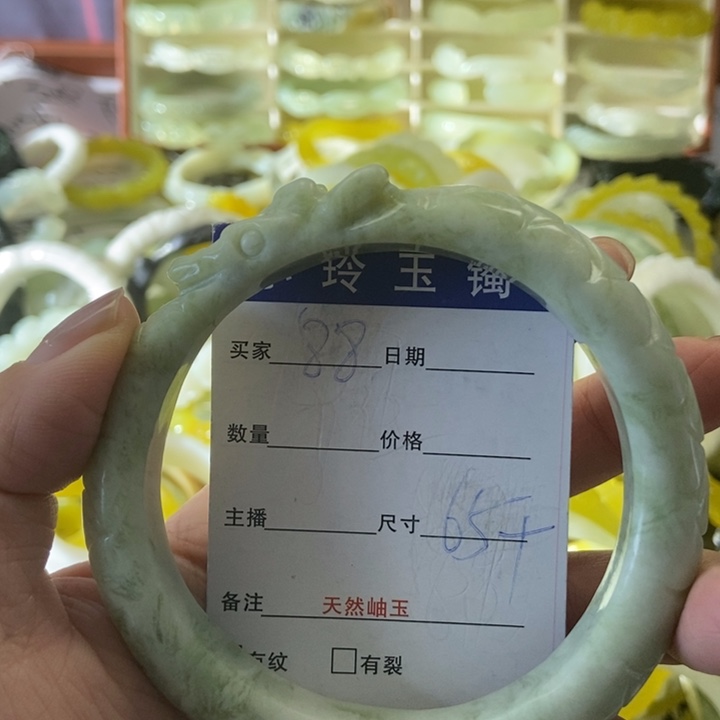 玲玉镯
买家 88 日期
数量 价格
主播 尺寸 65+
备注 天然岫玉
有纹 有裂